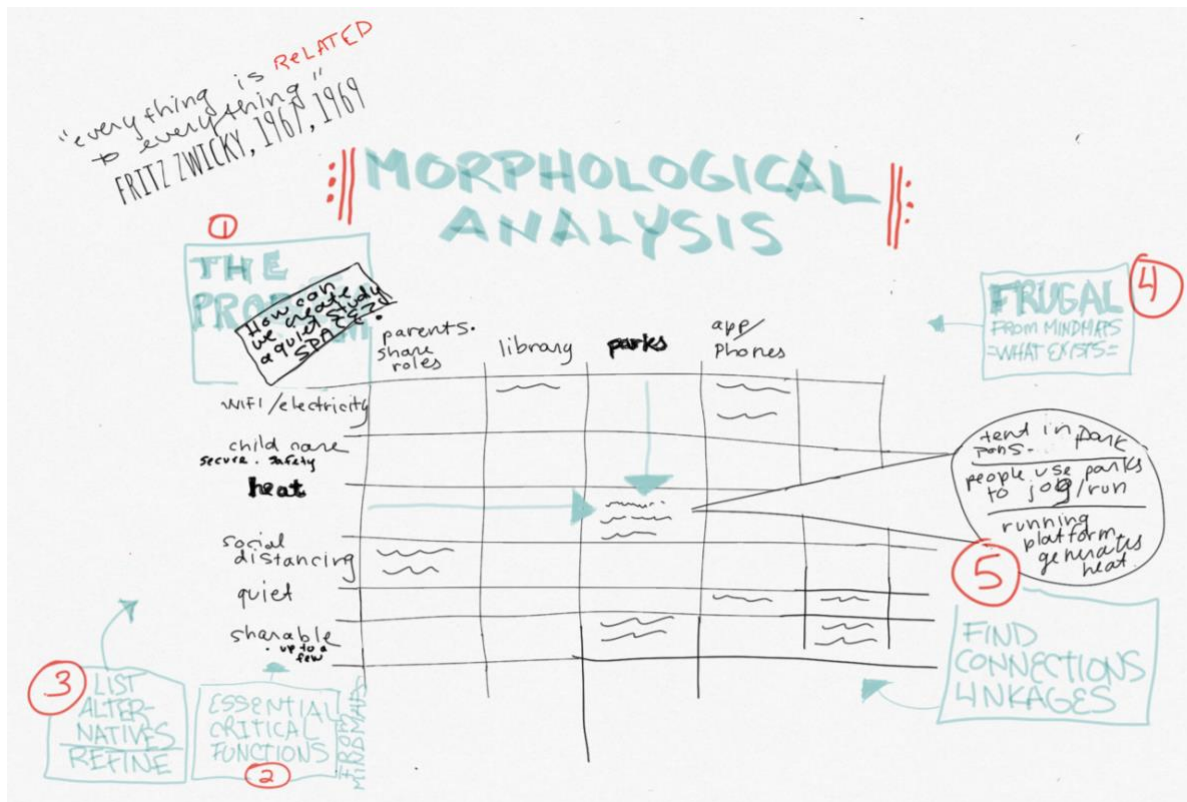 "everything is RELATED
to everything"
FRITZ ZWICKY, 1967, 1969
MORPHOLOGICAL
ANALYSIS
1
THE
How can
we create
a quiet study
SPACE?
parents.
share
roles
library
parks
app/
Phones
4
FRUGAL
FROM MINDMAPS
=WHAT EXISTS=
WIFI/electricity
child care
secure. safety
heat
social
distancing
quiet
sharable
. up to a
few
tend in park
people use parks
to jog/run
running
platform
generates
heat.
5
FIND
CONNECTIONS
LINKAGES
3
LIST
ALTER-
NATIVES
REFINE
ESSENTIAL
CRITICAL
FUNCTIONS
2
FROM
MINDMAPS